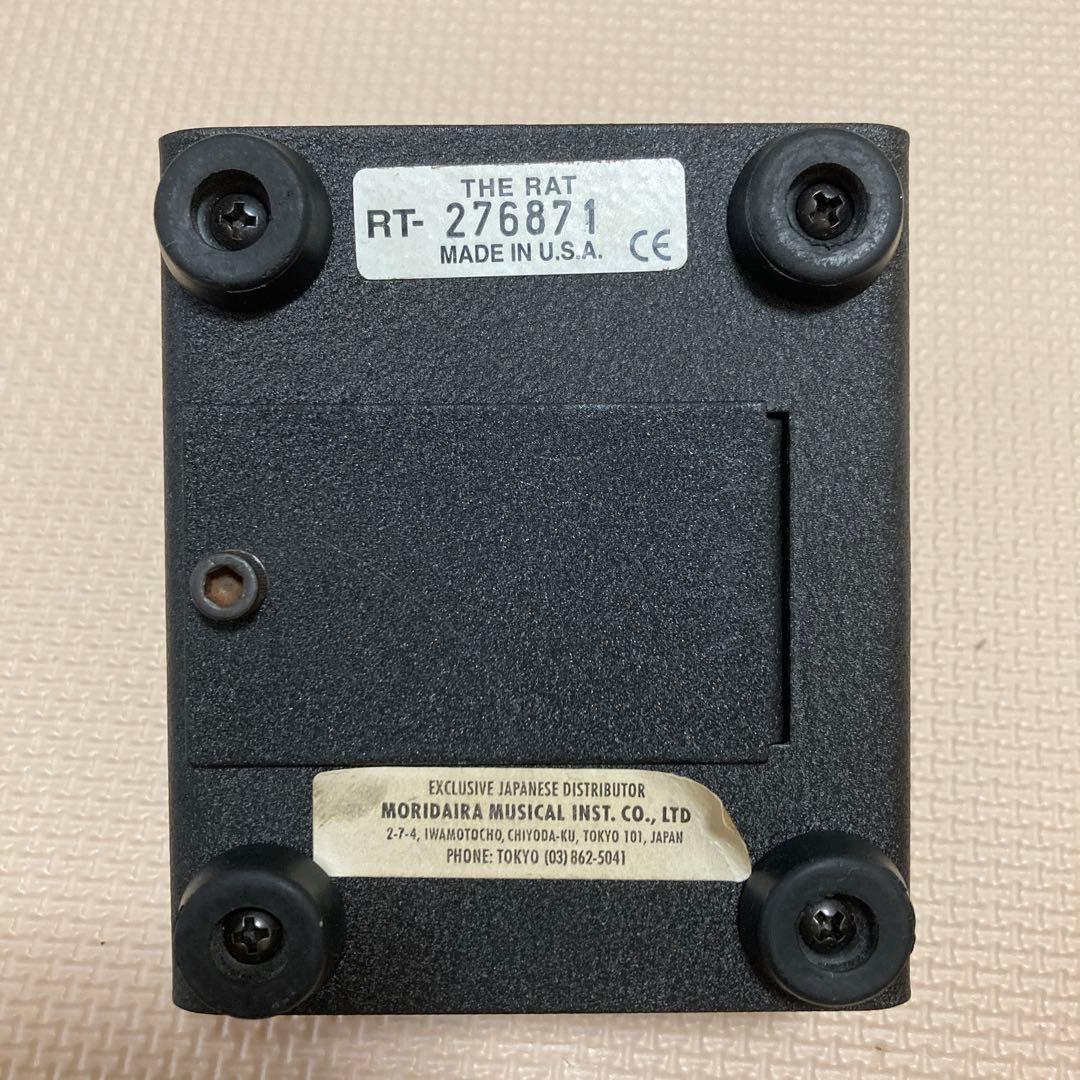 THE RAT
RT- 276871
MADE IN U.S.A. CE
EXCLUSIVE JAPANESE DISTRIBUTOR
MORIDAIRA MUSICAL INST. CO., LTD
2-7-4, IWAMOTOCHO, CHIYODA-KU, TOKYO 101, JAPAN
PHONE: TOKYO (03) 862-5041